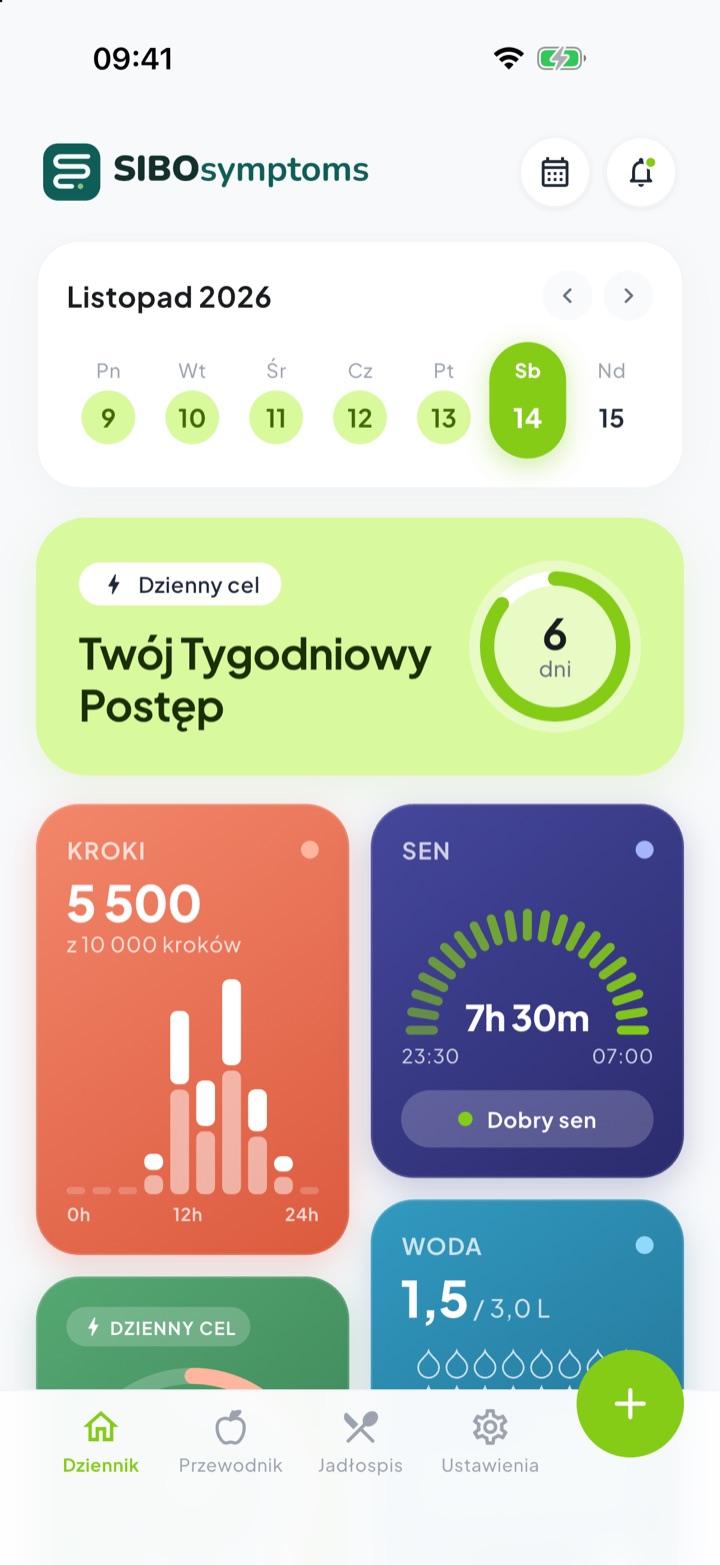 09:41
SIBOsymptoms
Listopad 2026
Pn Wt Śr Cz Pt Sb Nd
9 10 11 12 13 14 15
Dzienny cel
Twój Tygodniowy
Postęp
6
dni
KROKI
5 500
z 10 000 kroków
0h 12h 24h
SEN
7h 30m
23:30 07:00
Dobry sen
WODA
1,5 / 3,0 L
DZIENNY CEL
Dziennik Przewodnik Jadłospis Ustawienia